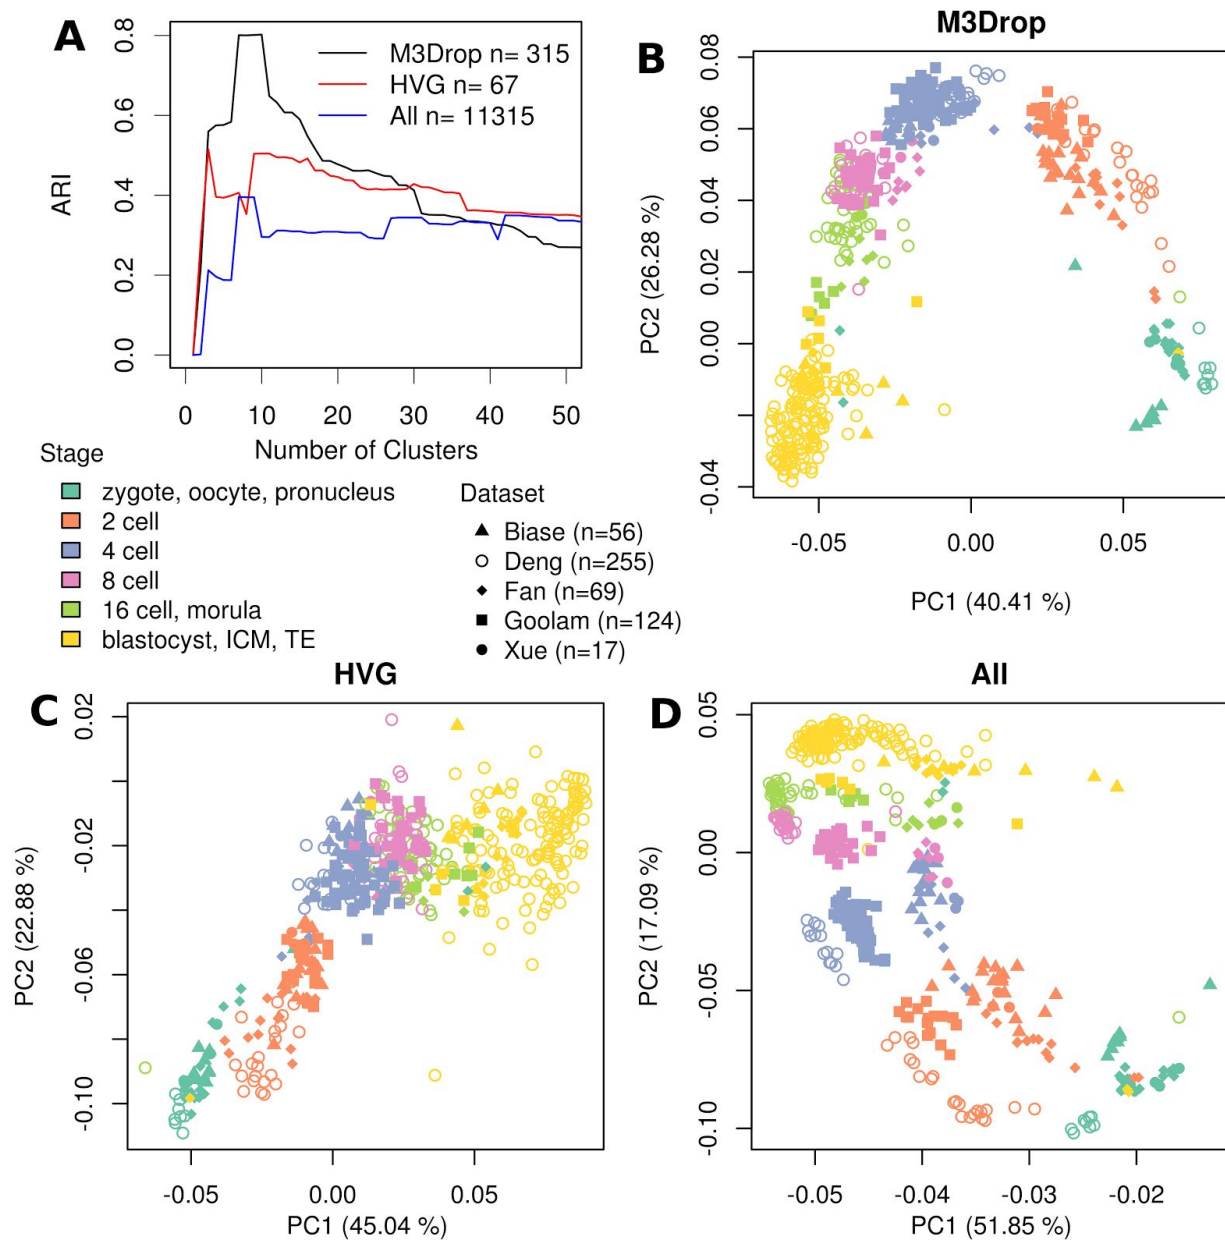 A
0.8
0.6
0.4
0.2
0.0
ARI
M3Drop n= 315
HVG n= 67
All n= 11315
0 10 20 30 40 50
Number of Clusters
M3Drop
B
0.08
0.06
0.04
0.02
0.00
-0.04
PC2 (26.28 %)
-0.05 0.00 0.05
PC1 (40.41 %)
Stage
zygote, oocyte, pronucleus
2 cell
4 cell
8 cell
16 cell, morula
blastocyst, ICM, TE
Dataset
Biase (n=56)
Deng (n=255)
Fan (n=69)
Goolam (n=124)
Xue (n=17)
HVG
C
0.02
-0.02
-0.06
-0.10
PC2 (22.88 %)
-0.05 0.00 0.05
PC1 (45.04 %)
All
D
0.05
0.00
-0.05
-0.10
PC2 (17.09 %)
-0.05 -0.04 -0.03 -0.02
PC1 (51.85 %)